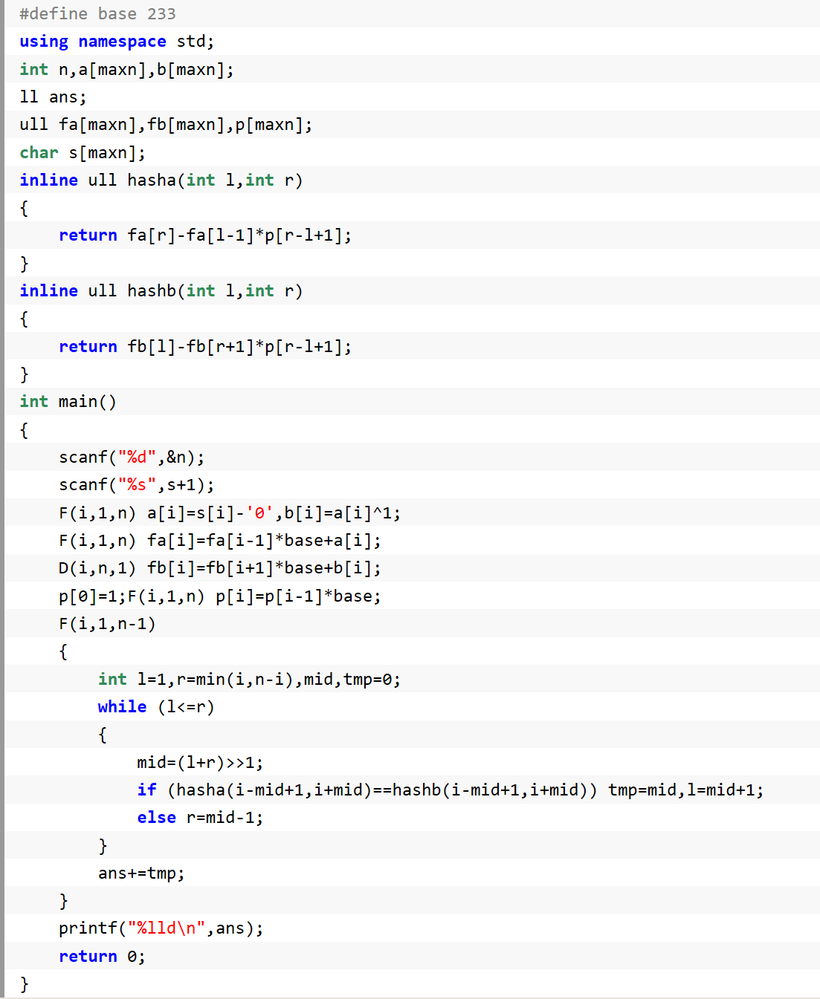 #define base 233
using namespace std;
int n,a[maxn],b[maxn];
ll ans;
ull fa[maxn],fb[maxn],p[maxn];
char s[maxn];
inline ull hasha(int l,int r)
{
    return fa[r]-fa[l-1]*p[r-l+1];
}
inline ull hashb(int l,int r)
{
    return fb[l]-fb[r+1]*p[r-l+1];
}
int main()
{
    scanf("%d",&n);
    scanf("%s",s+1);
    F(i,1,n) a[i]=s[i]-'0',b[i]=a[i]^1;
    F(i,1,n) fa[i]=fa[i-1]*base+a[i];
    D(i,n,1) fb[i]=fb[i+1]*base+b[i];
    p[0]=1;F(i,1,n) p[i]=p[i-1]*base;
    F(i,1,n-1)
    {
        int l=1,r=min(i,n-i),mid,tmp=0;
        while (l<=r)
        {
            mid=(l+r)>>1;
            if (hasha(i-mid+1,i+mid)==hashb(i-mid+1,i+mid)) tmp=mid,l=mid+1;
            else r=mid-1;
        }
        ans+=tmp;
    }
    printf("%lld\n",ans);
    return 0;
}